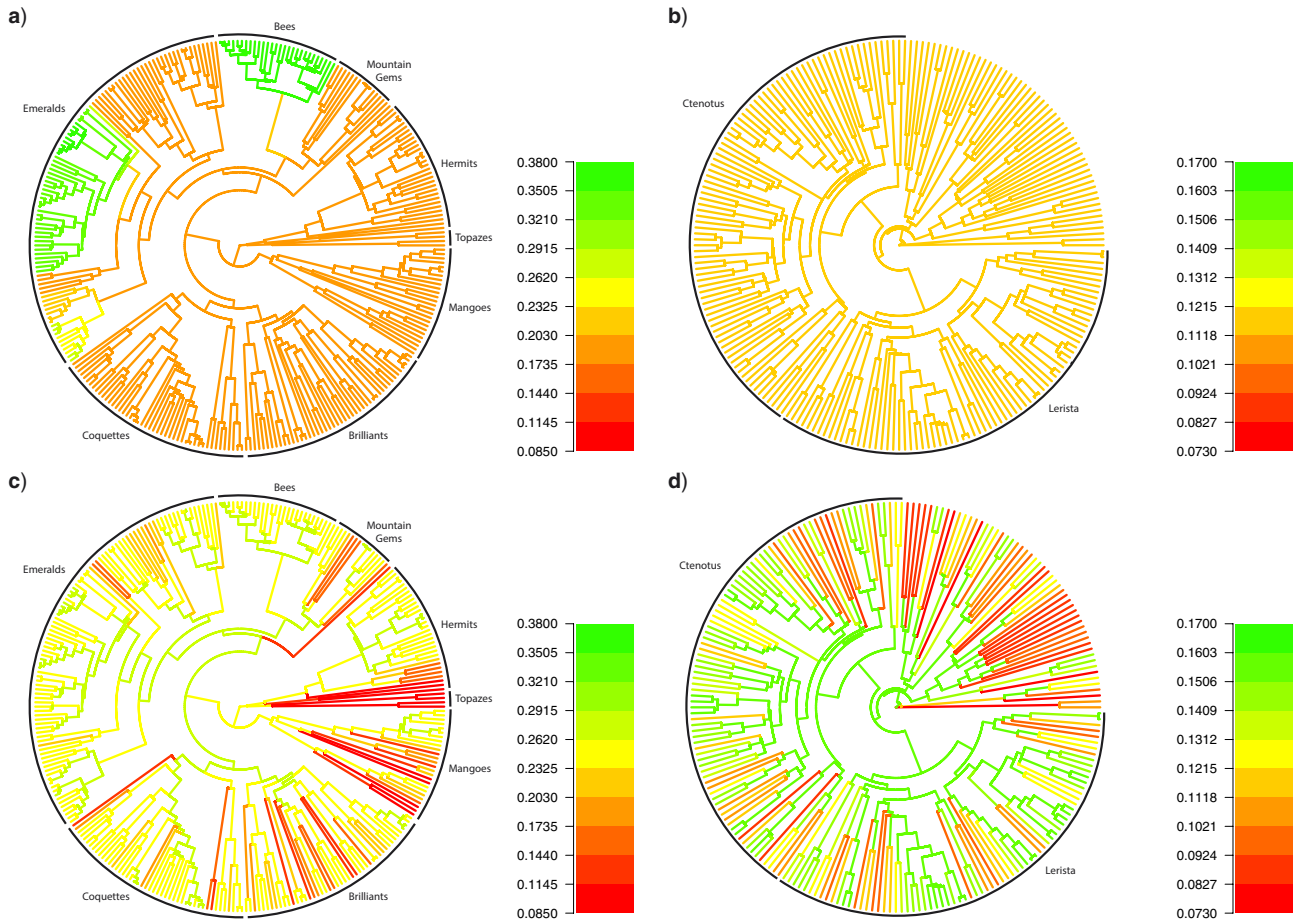 a)
Bees
Mountain
Gems
Emeralds
Hermits
Topazes
Mangoes
Coquettes
Brilliants
0.3800
0.3505
0.3210
0.2915
0.2620
0.2325
0.2030
0.1735
0.1440
0.1145
0.0850
b)
Ctenotus
Lerista
0.1700
0.1603
0.1506
0.1409
0.1312
0.1215
0.1118
0.1021
0.0924
0.0827
0.0730
c)
Bees
Mountain
Gems
Emeralds
Hermits
Topazes
Mangoes
Coquettes
Brilliants
0.3800
0.3505
0.3210
0.2915
0.2620
0.2325
0.2030
0.1735
0.1440
0.1145
0.0850
d)
Ctenotus
Lerista
0.1700
0.1603
0.1506
0.1409
0.1312
0.1215
0.1118
0.1021
0.0924
0.0827
0.0730